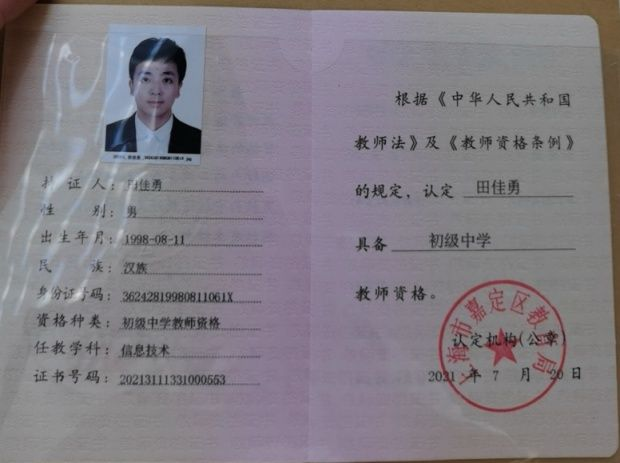 持证人：田佳勇
性别：男
出生年月：1998-08-11
民族：汉族
身份证号码：36242819980811061X
资格种类：初级中学教师资格
任教学科：信息技术
证书号码：20213111331000553
根据《中华人民共和国
教师法》及《教师资格条例》
的规定，认定 田佳勇
具备 初级中学
教师资格。
上海市嘉定区教育局
认定机构(公章)
2021 年 7 月 20 日